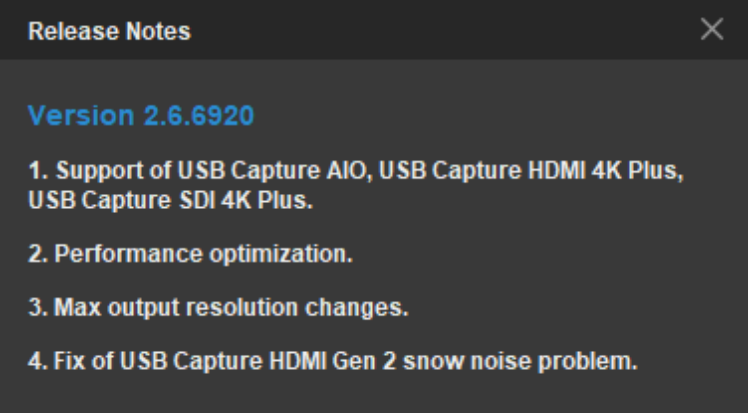 Release Notes
Version 2.6.6920
1. Support of USB Capture AIO, USB Capture HDMI 4K Plus,
USB Capture SDI 4K Plus.
2. Performance optimization.
3. Max output resolution changes.
4. Fix of USB Capture HDMI Gen 2 snow noise problem.